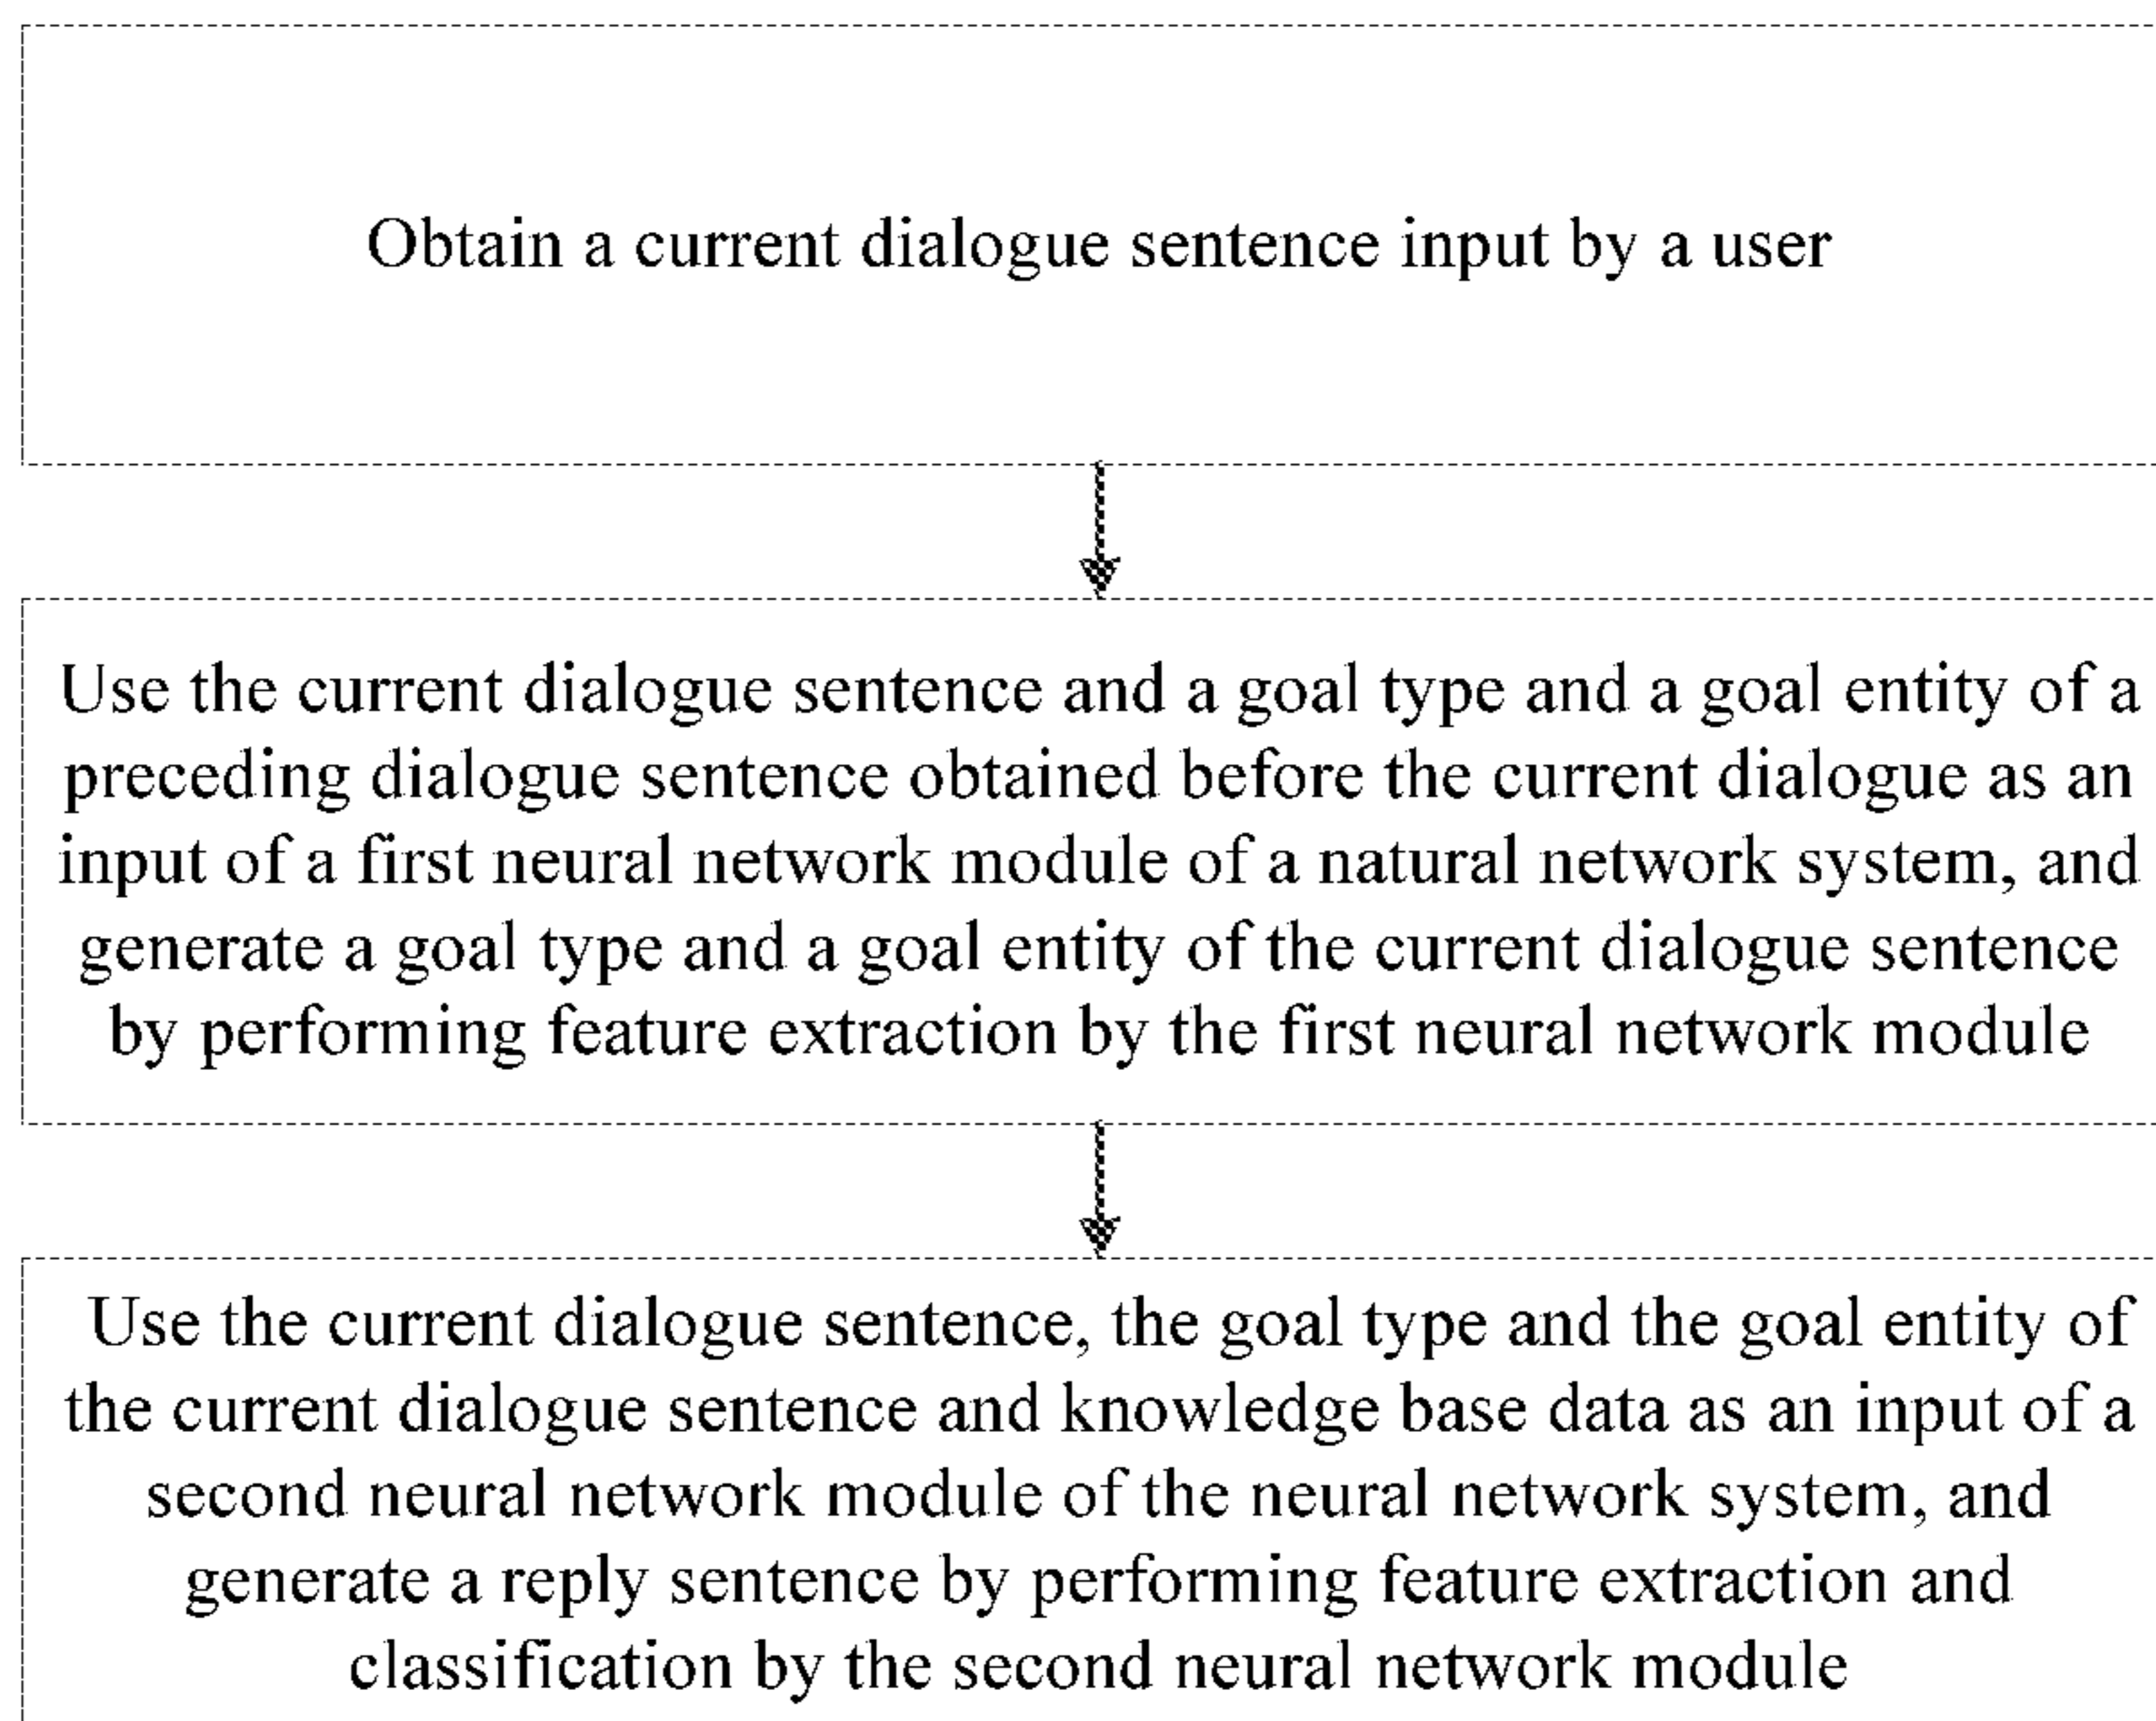 Obtain a current dialogue sentence input by a user
Use the current dialogue sentence and a goal type and a goal entity of a
preceding dialogue sentence obtained before the current dialogue as an
input of a first neural network module of a natural network system, and
generate a goal type and a goal entity of the current dialogue sentence
by performing feature extraction by the first neural network module
Use the current dialogue sentence, the goal type and the goal entity of
the current dialogue sentence and knowledge base data as an input of a
second neural network module of the neural network system, and
generate a reply sentence by performing feature extraction and
classification by the second neural network module